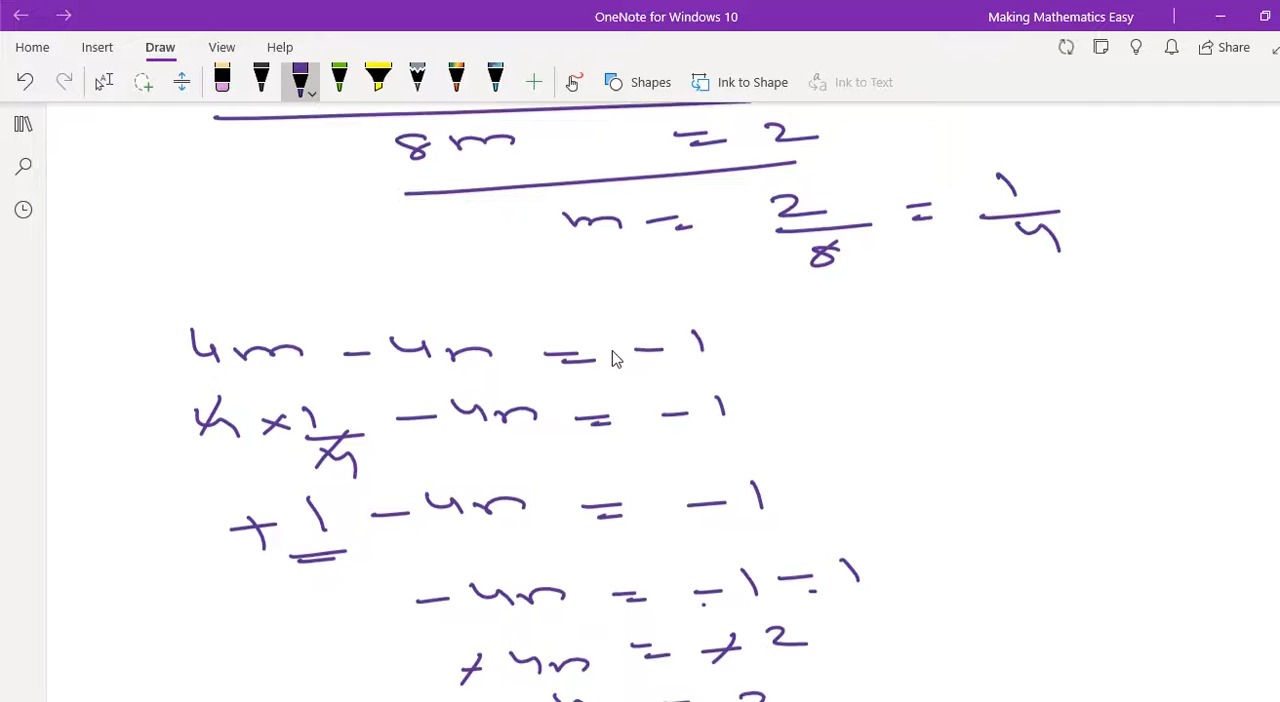 OneNote for Windows 10
Making Mathematics Easy
Home Insert Draw View Help
Share
Shapes
Ink to Shape
Ink to Text
8m = 2
m = 2/8 = 1/4
4m - 4n = - 1
4 × 1/4 - 4n = - 1
+ 1 - 4n = - 1
- 4n = - 1 - 1
+ 4n = + 2